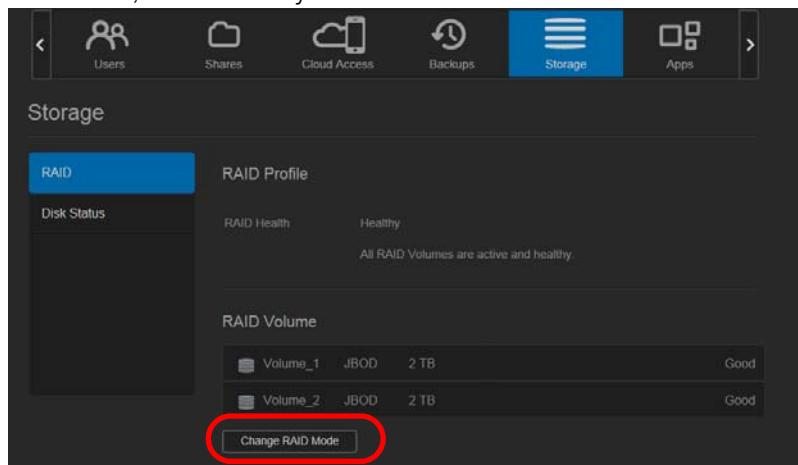 Users Shares Cloud Access Backups Storage Apps
Storage
RAID
Disk Status
RAID Profile
RAID Health Healthy
All RAID Volumes are active and healthy.
RAID Volume
Volume_1 JBOD 2 TB Good
Volume_2 JBOD 2 TB Good
Change RAID Mode